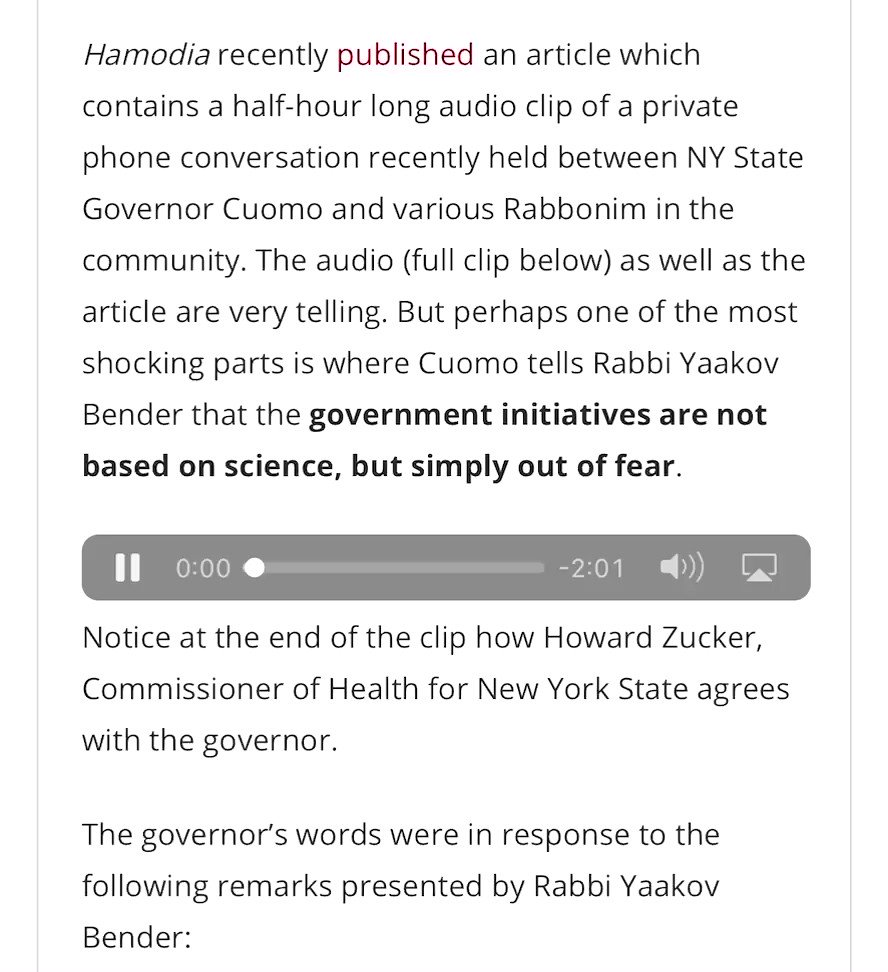 Hamodia recently published an article which
contains a half-hour long audio clip of a private
phone conversation recently held between NY State
Governor Cuomo and various Rabbonim in the
community. The audio (full clip below) as well as the
article are very telling. But perhaps one of the most
shocking parts is where Cuomo tells Rabbi Yaakov
Bender that the government initiatives are not
based on science, but simply out of fear.
0:00 -2:01
Notice at the end of the clip how Howard Zucker,
Commissioner of Health for New York State agrees
with the governor.
The governor’s words were in response to the
following remarks presented by Rabbi Yaakov
Bender: